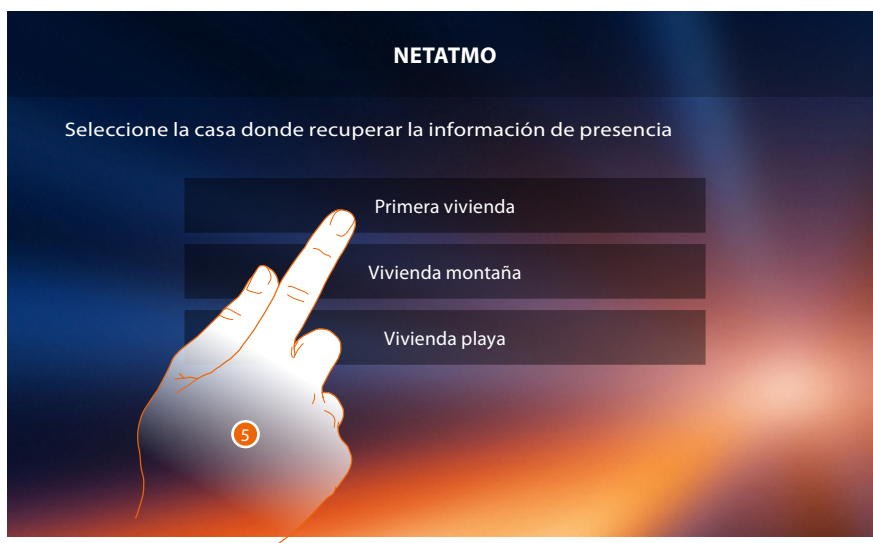 NETATMO
Seleccione la casa donde recuperar la información de presencia
Primera vivienda
Vivienda montaña
Vivienda playa
5